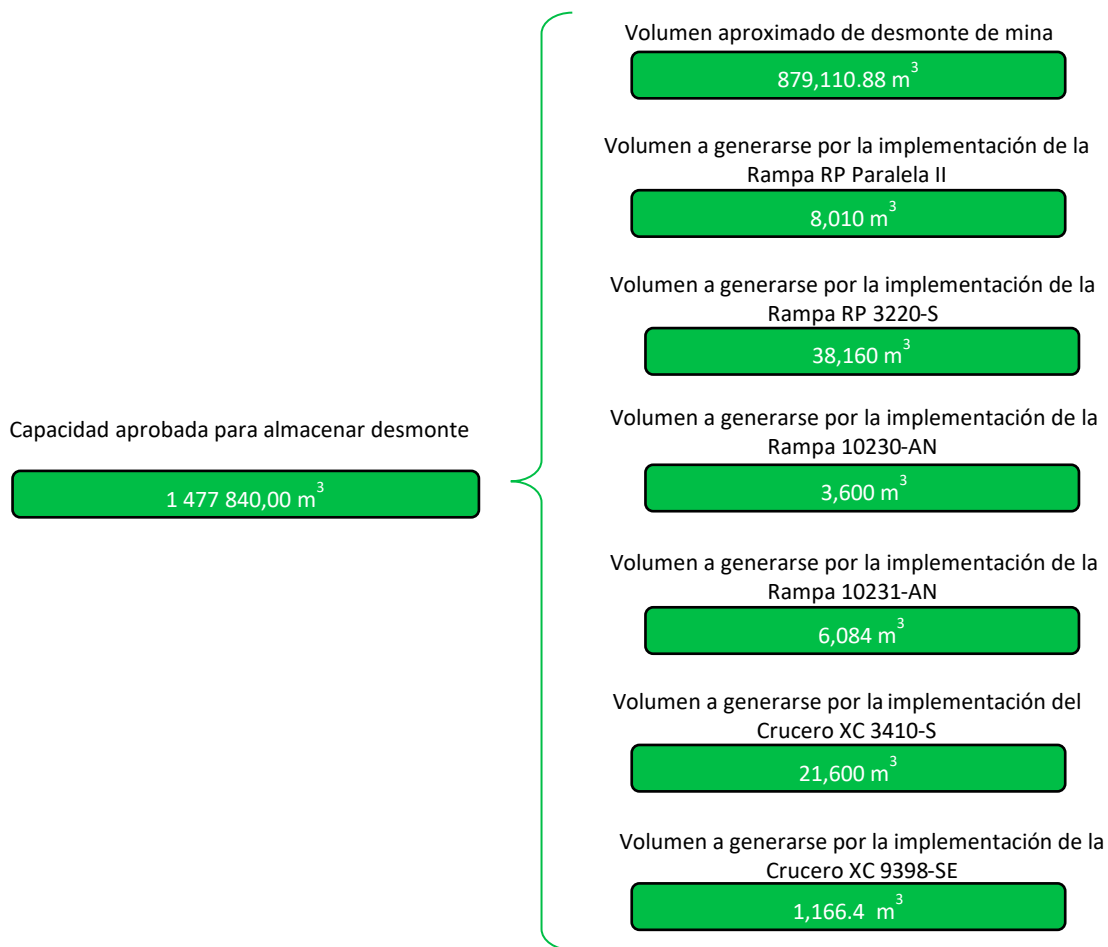 Volumen aproximado de desmonte de mina
879,110.88 m³
Volumen a generarse por la implementación de la
Rampa RP Paralela II
8,010 m³
Volumen a generarse por la implementación de la
Rampa RP 3220-S
38,160 m³
Capacidad aprobada para almacenar desmonte
1 477 840,00 m³
Volumen a generarse por la implementación de la
Rampa 10230-AN
3,600 m³
Volumen a generarse por la implementación de la
Rampa 10231-AN
6,084 m³
Volumen a generarse por la implementación del
Crucero XC 3410-S
21,600 m³
Volumen a generarse por la implementación de la
Crucero XC 9398-SE
1,166.4 m³